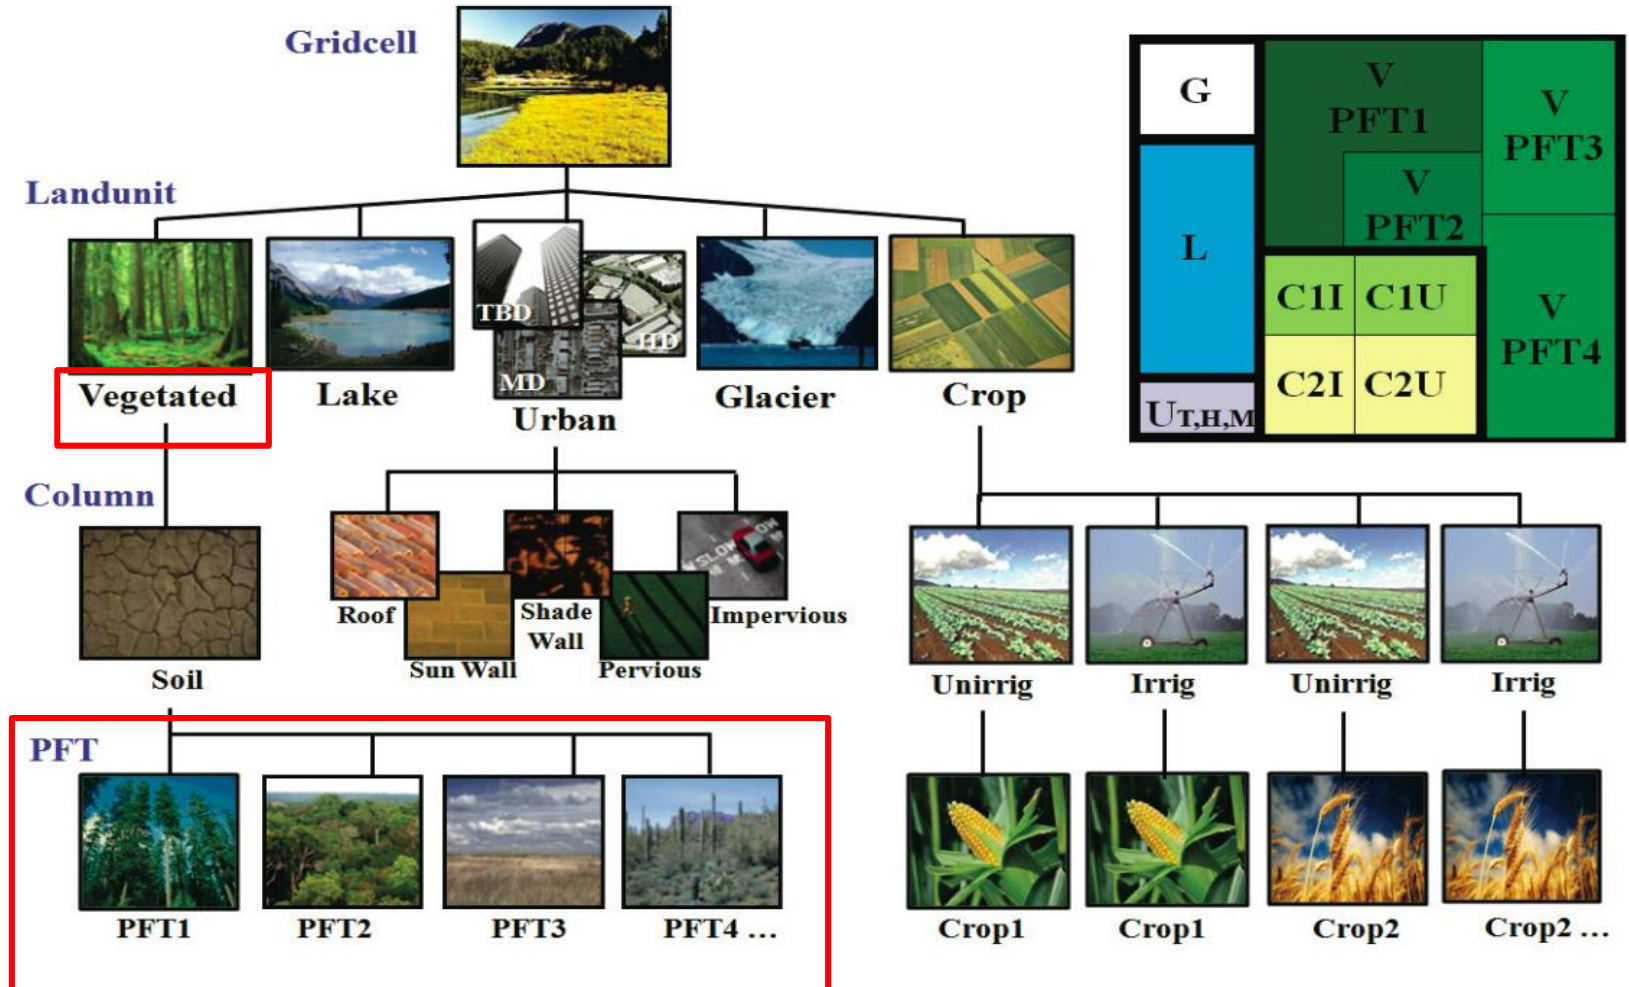 Gridcell
G
V
PFT1
V
PFT3
V
PFT2
L
C1I
C1U
V
PFT4
C2I
C2U
UT,H,M
Landunit
TBD
HD
MD
Vegetated
Lake
Urban
Glacier
Crop
Column
SLOW
Soil
Roof
Sun Wall
Shade
Wall
Pervious
Impervious
Unirrig
Irrig
Unirrig
Irrig
PFT
PFT1
PFT2
PFT3
PFT4 ...
Crop1
Crop1
Crop2
Crop2 ...